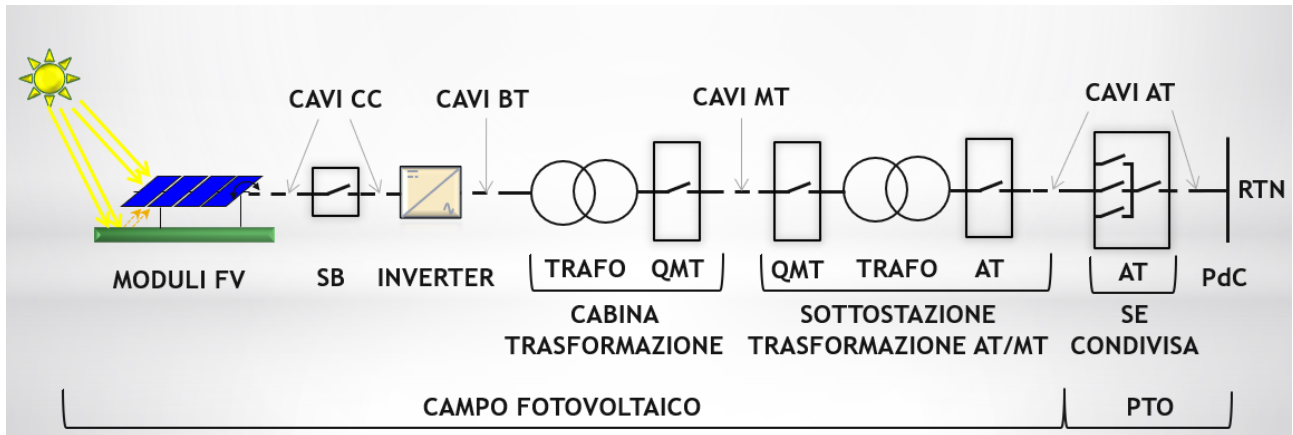 CAVI CC
CAVI BT
CAVI MT
CAVI AT
RTN
MODULI FV
SB
INVERTER
TRAFO
QMT
QMT
TRAFO
AT
AT
PdC
CABINA
TRASFORMAZIONE
SOTTOSTAZIONE
TRASFORMAZIONE AT/MT
SE
CONDIVISA
CAMPO FOTOVOLTAICO
PTO